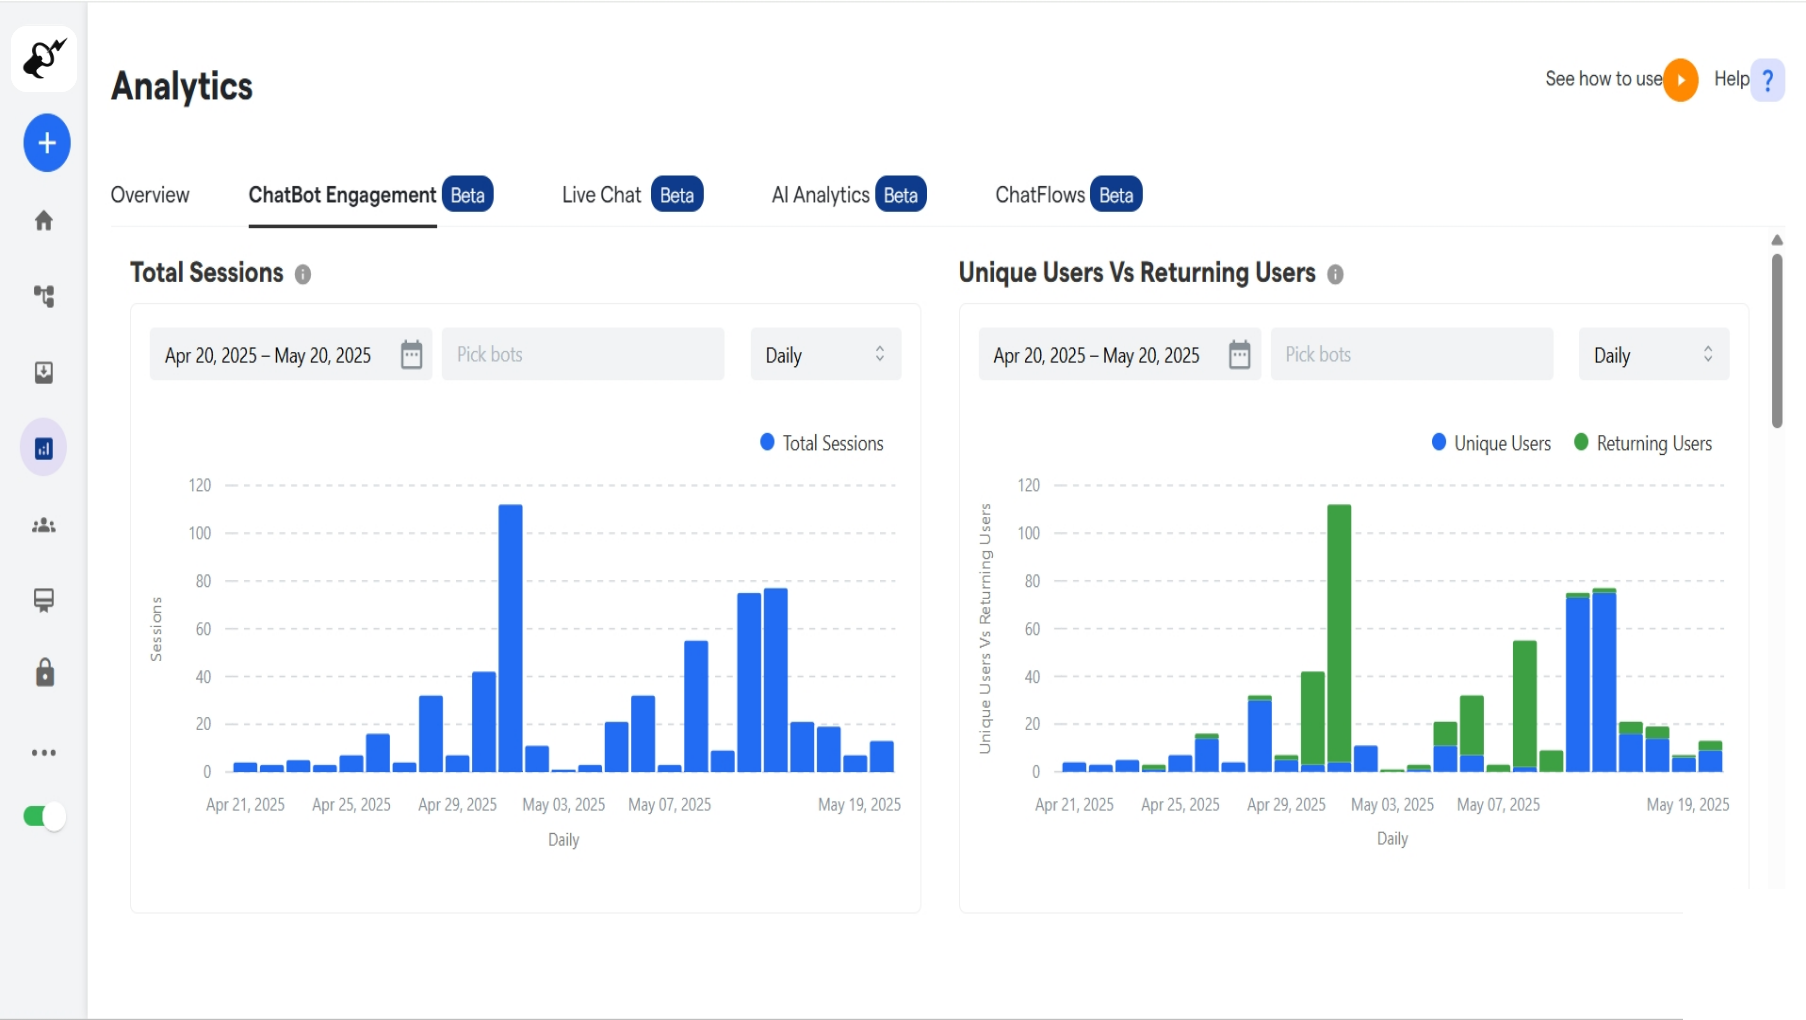 Analytics
See how to use
Help ?
Overview
ChatBot Engagement Beta
Live Chat Beta
AI Analytics Beta
ChatFlows Beta
Total Sessions
Apr 20, 2025 – May 20, 2025
Pick bots
Daily
Total Sessions
120
100
80
60
40
20
0
Sessions
Apr 21, 2025
Apr 25, 2025
Apr 29, 2025
May 03, 2025
May 07, 2025
May 19, 2025
Daily
Unique Users Vs Returning Users
Apr 20, 2025 – May 20, 2025
Pick bots
Daily
Unique Users
Returning Users
120
100
80
60
40
20
0
Unique Users Vs Returning Users
Apr 21, 2025
Apr 25, 2025
Apr 29, 2025
May 03, 2025
May 07, 2025
May 19, 2025
Daily